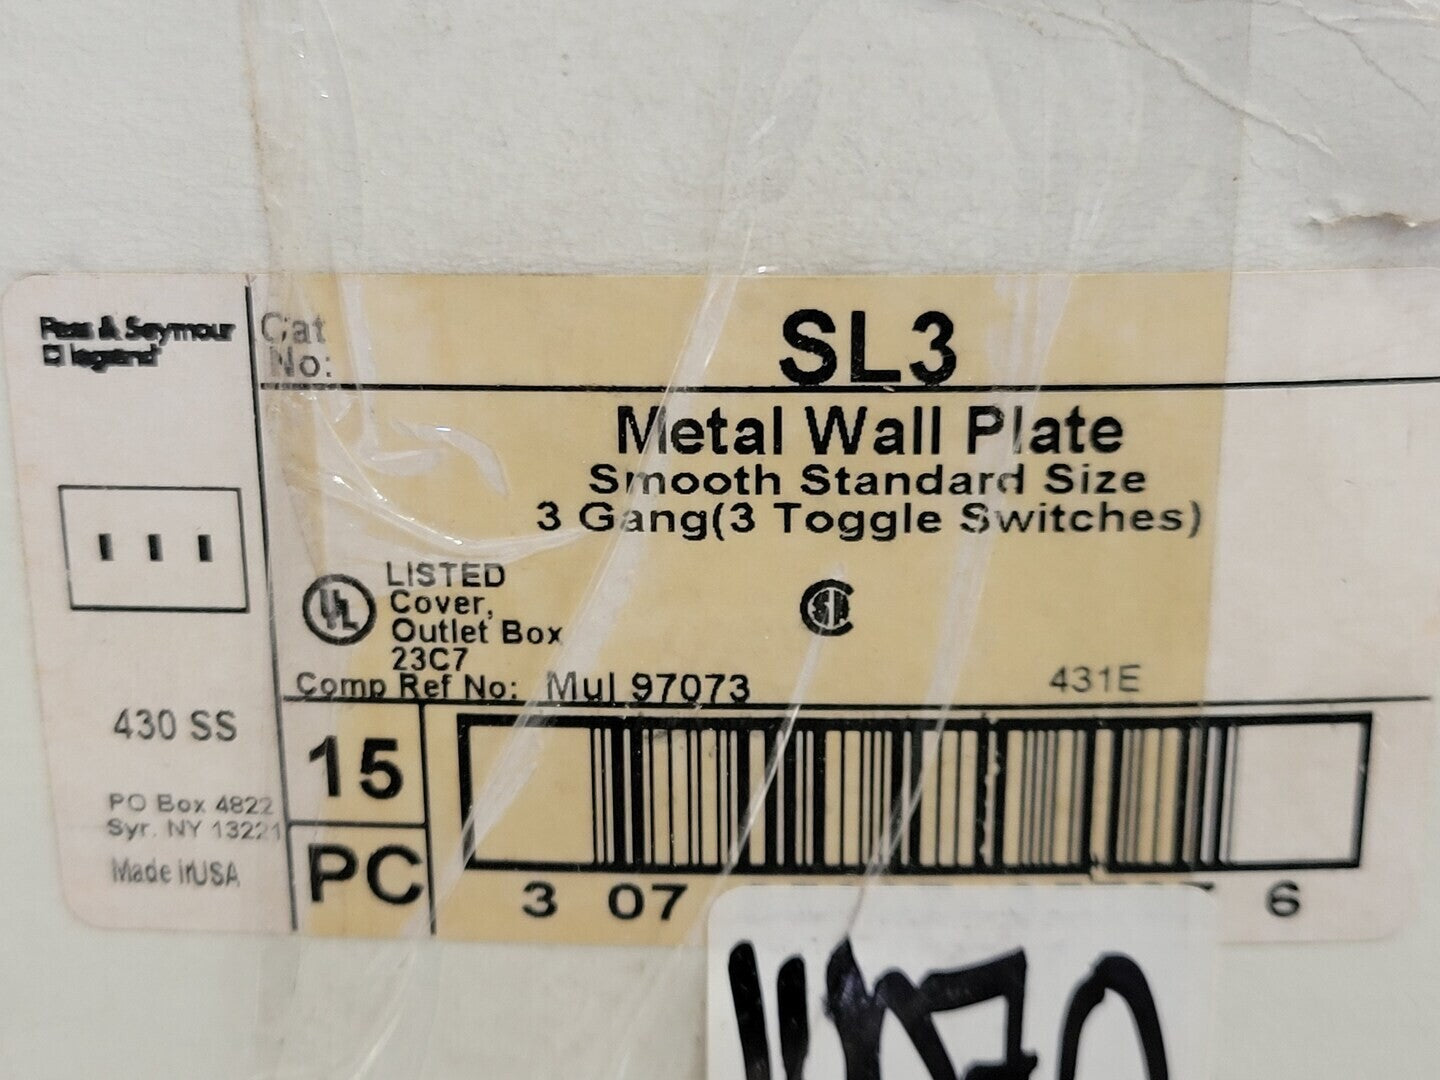 Pass & Seymour
legrand
Cat
No:
SL3
Metal Wall Plate
Smooth Standard Size
3 Gang(3 Toggle Switches)
UL
LISTED
Cover,
Outlet Box
23C7
Comp Ref No: Mul 97073
431E
430 SS
PO Box 4822
Syr. NY 13221
Made in USA
15
PC
3 07
6